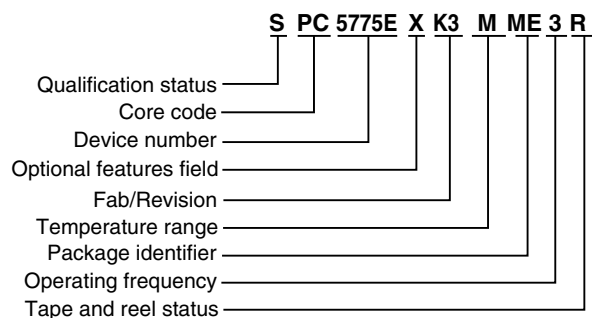 S PC 5775E X K3 M ME 3 R
Qualification status
Core code
Device number
Optional features field
Fab/Revision
Temperature range
Package identifier
Operating frequency
Tape and reel status